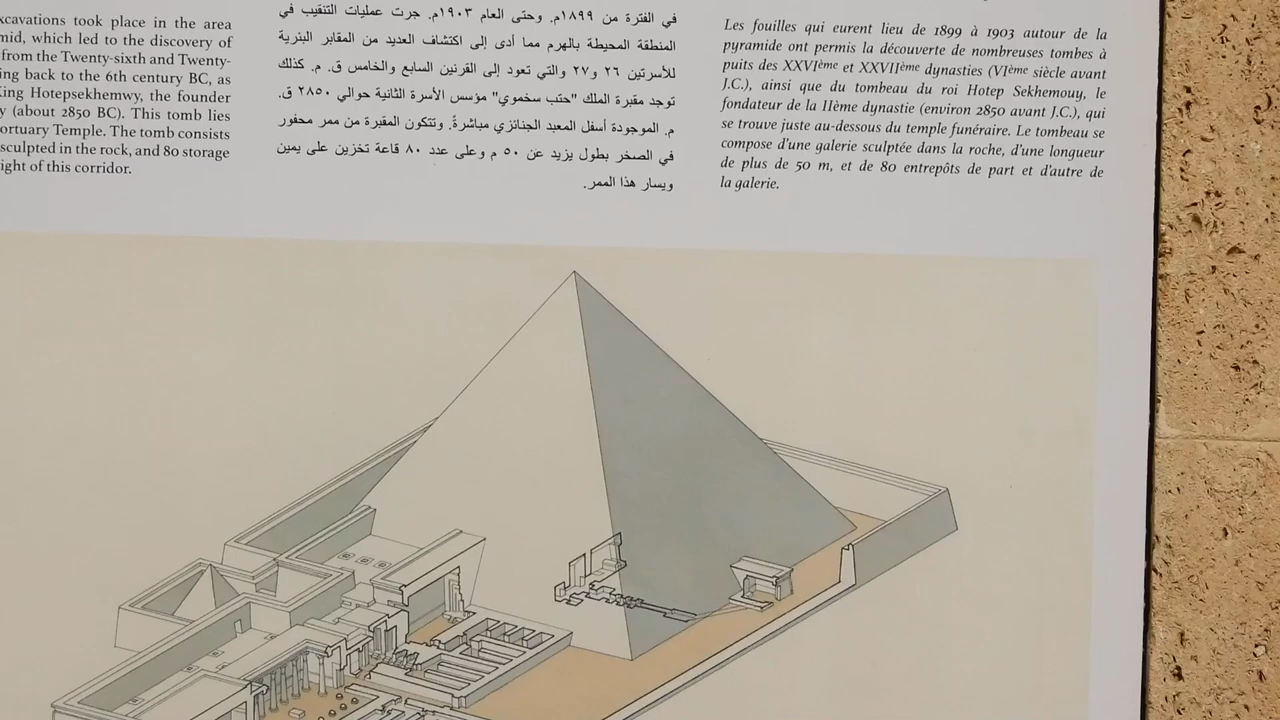 xcavations took place in the area
mid, which led to the discovery of
from the Twenty-sixth and Twenty-
ing back to the 6th century BC, as
King Hotepsekhemwy, the founder
y (about 2850 BC). This tomb lies
ortuary Temple. The tomb consists
sculpted in the rock, and 80 storage
ight of this corridor.
في الفترة من ١٨٩٩م. وحتى العام ١٩٠٣م. جرت عمليات التنقيب في
المنطقة المحيطة بالهرم مما أدى إلى اكتشاف العديد من المقابر البئرية
للأسرتين ٢٦ و٢٧ والتي تعود إلى القرنين السابع والخامس ق. م. كذلك
توجد مقبرة الملك "حتب سخموي" مؤسس الأسرة الثانية حوالي ٢٨٥٠ ق.
م. الموجودة أسفل المعبد الجنائزي مباشرةً. وتتكون المقبرة من ممر محفور
في الصخر بطول يزيد عن ٥٠ م وعلى عدد ٨٠ قاعة تخزين على يمين
ويسار هذا الممر.
Les fouilles qui eurent lieu de 1899 à 1903 autour de la
pyramide ont permis la découverte de nombreuses tombes à
puits des XXVIème et XXVIIème dynasties (VIème siècle avant
J.C.), ainsi que du tombeau du roi Hotep Sekhemouy, le
fondateur de la IIème dynastie (environ 2850 avant J.C.), qui
se trouve juste au-dessous du temple funéraire. Le tombeau se
compose d'une galerie sculptée dans la roche, d'une longueur
de plus de 50 m, et de 80 entrepôts de part et d'autre de
la galerie.